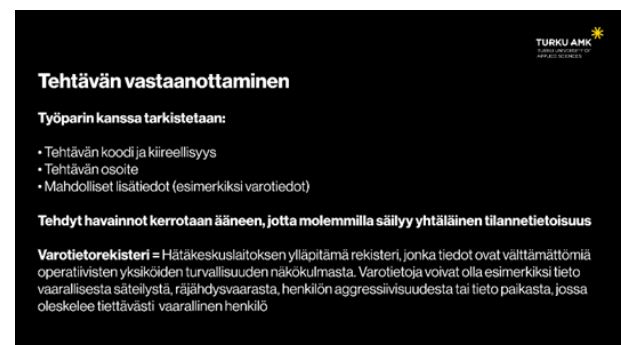 TURKU AMK
TURKU UNIVERSITY OF
APPLIED SCIENCES
Tehtävän vastaanottaminen
Työparin kanssa tarkistetaan:
• Tehtävän koodi ja kiireellisyys
• Tehtävän osoite
• Mahdolliset lisätiedot (esimerkiksi varotiedot)
Tehdyt havainnot kerrotaan ääneen, jotta molemmilla säilyy yhtäläinen tilannetietoisuus
Varotietorekisteri = Hätäkeskuslaitoksen ylläpitämä rekisteri, jonka tiedot ovat välttämättömiä
operatiivisten yksiköiden turvallisuuden näkökulmasta. Varotietoja voivat olla esimerkiksi tieto
vaarallisesta säteilystä, räjähdysvaarasta, henkilön aggressiivisuudesta tai tieto paikasta, jossa
oleskelee tiettävästi vaarallinen henkilö